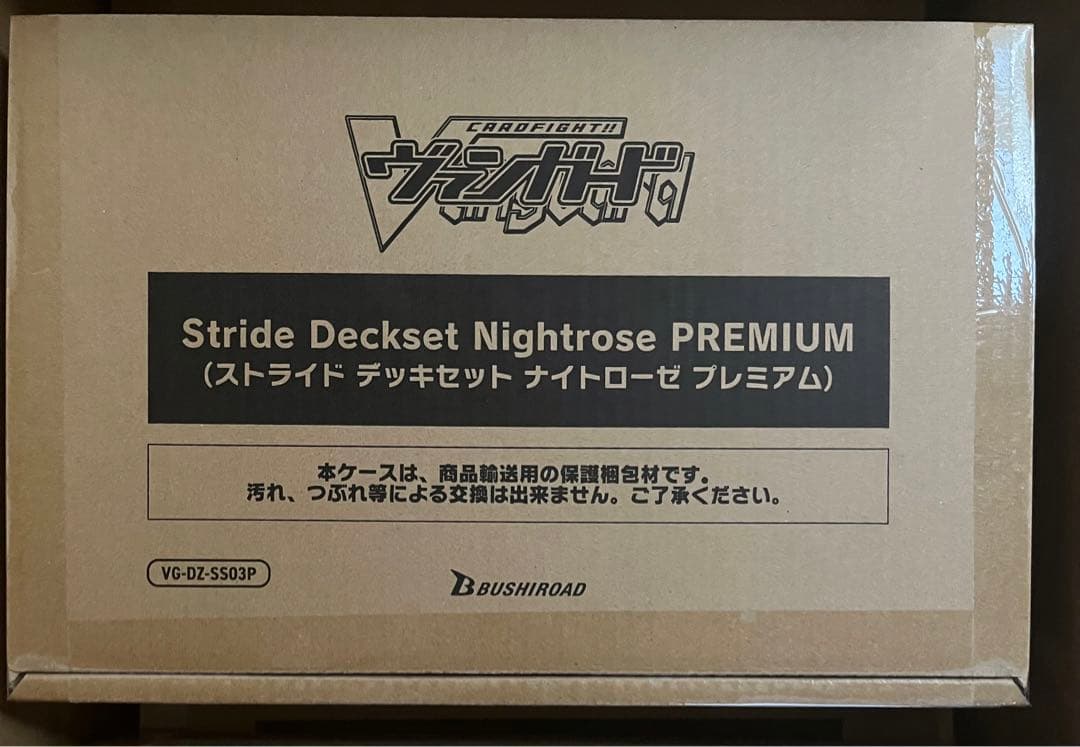 CARDFIGHT!!
ヴァンガード
Vanguard
Stride Deckset Nightrose PREMIUM
(ストライド デッキセット ナイトローゼ プレミアム)
本ケースは、商品輸送用の保護梱包材です。
汚れ、つぶれ等による交換は出来ません。ご了承ください。
VG-DZ-SS03P
BUSHIROAD